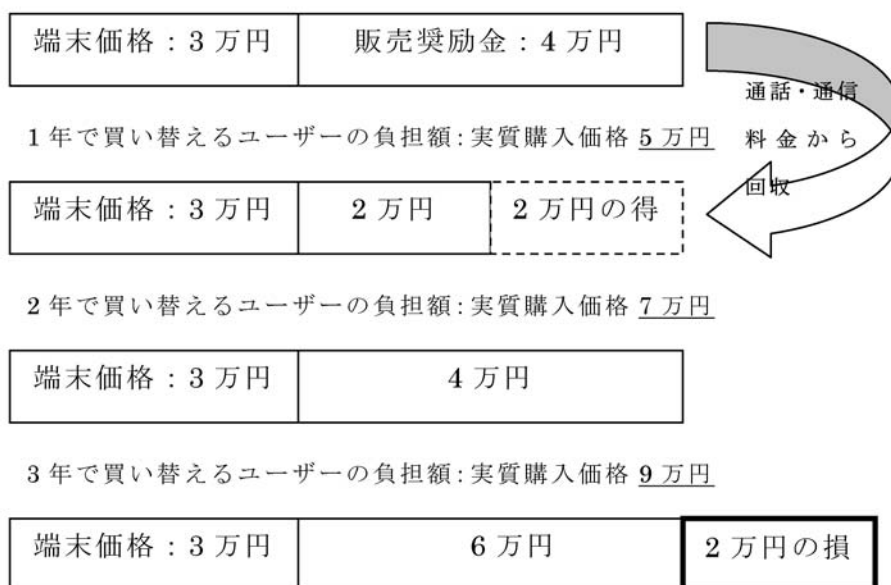 端末価格：3万円 販売奨励金：4万円
通話・通信
料金から
回収
1年で買い替えるユーザーの負担額：実質購入価格 5万円
端末価格：3万円 2万円 2万円の得
2年で買い替えるユーザーの負担額：実質購入価格 7万円
端末価格：3万円 4万円
3年で買い替えるユーザーの負担額：実質購入価格 9万円
端末価格：3万円 6万円 2万円の損